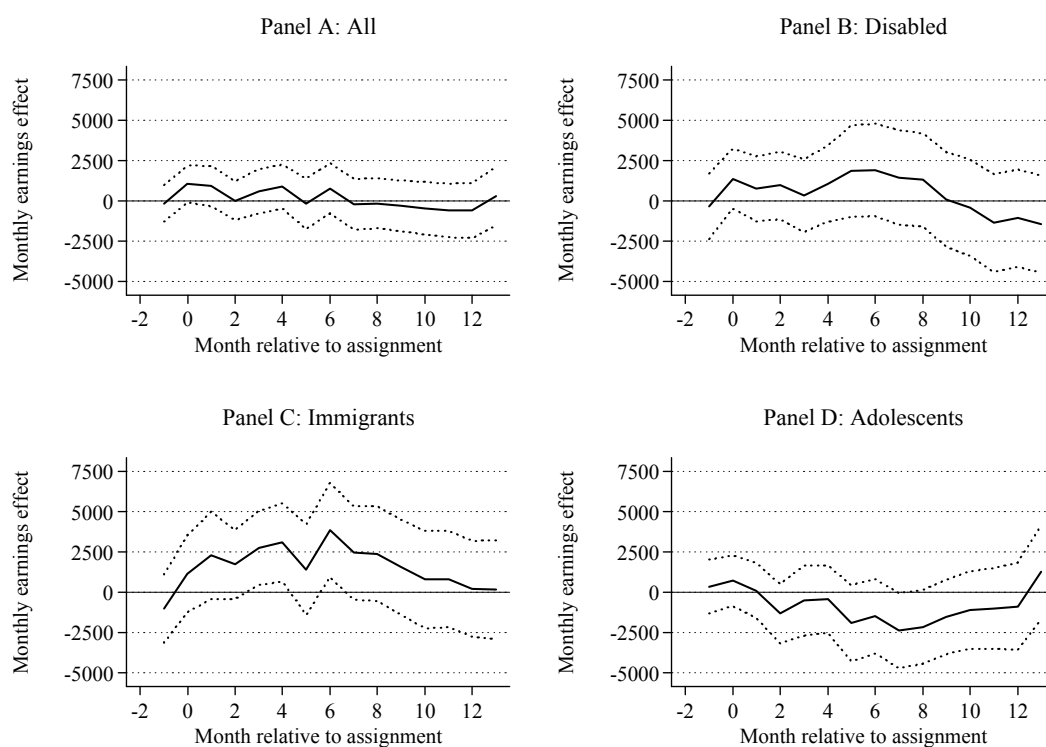 Panel A: All
Monthly earnings effect
7500
5000
2500
0
-2500
-5000
-2 0 2 4 6 8 10 12
Month relative to assignment
Panel B: Disabled
Monthly earnings effect
7500
5000
2500
0
-2500
-5000
-2 0 2 4 6 8 10 12
Month relative to assignment
Panel C: Immigrants
Monthly earnings effect
7500
5000
2500
0
-2500
-5000
-2 0 2 4 6 8 10 12
Month relative to assignment
Panel D: Adolescents
Monthly earnings effect
7500
5000
2500
0
-2500
-5000
-2 0 2 4 6 8 10 12
Month relative to assignment